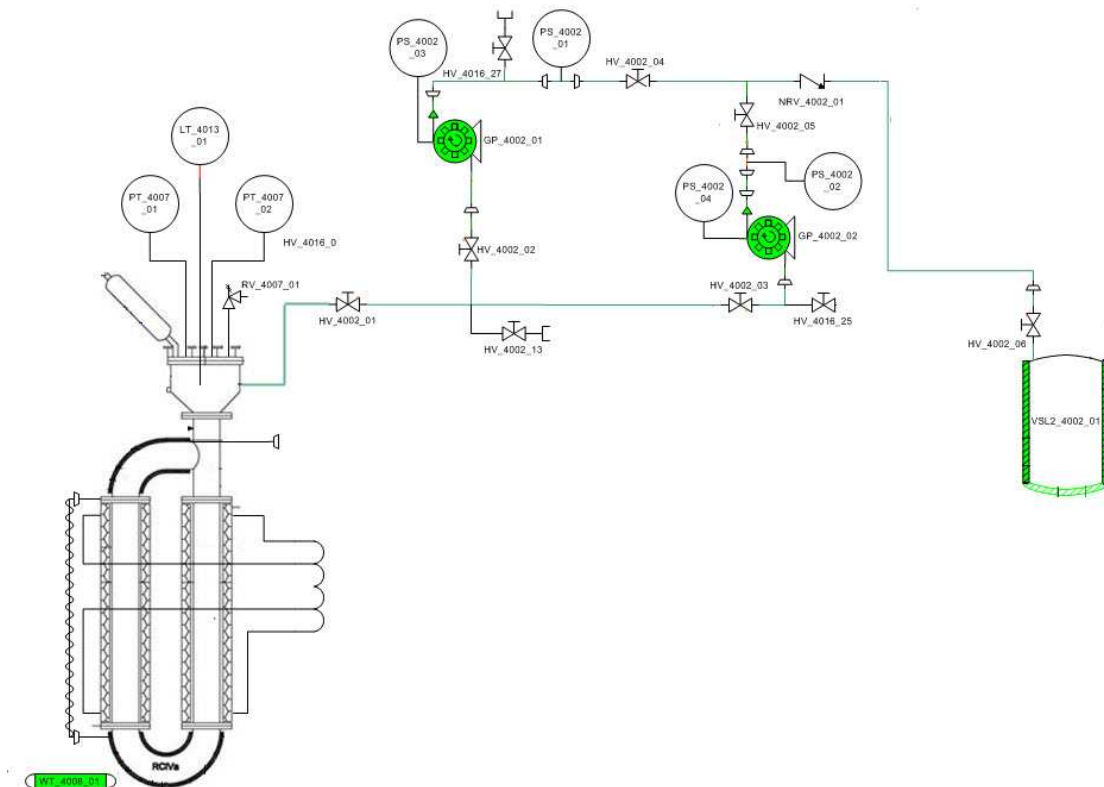 PS_4002
_03
PS_4002
_01
HV_4016_27
HV_4002_04
NRV_4002_01
HV_4002_05
GP_4002_01
LT_4013
_01
PS_4002
_02
PS_4002
_04
PT_4007
_01
PT_4007
_02
GP_4002_02
HV_4016_0
HV_4002_02
RV_4007_01
HV_4002_03
HV_4002_01
HV_4016_25
HV_4002_13
HV_4002_06
VSL2_4002_01
RCIVa
WT_4008_01